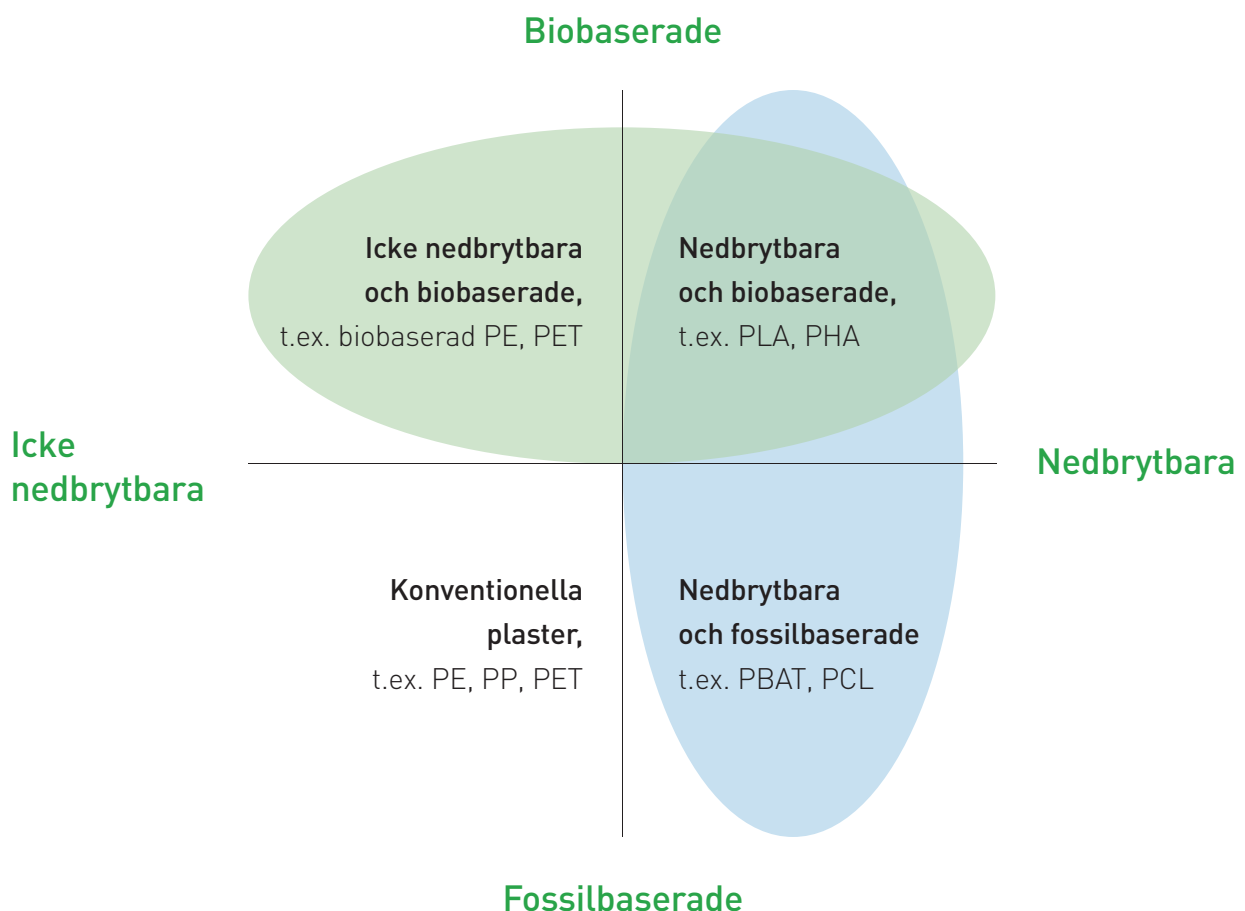 Biobaserade
Icke nedbrytbara
och biobaserade,
t.ex. biobaserad PE, PET
Nedbrytbara
och biobaserade,
t.ex. PLA, PHA
Icke
nedbrytbara
Nedbrytbara
Konventionella
plaster,
t.ex. PE, PP, PET
Nedbrytbara
och fossilbaserade
t.ex. PBAT, PCL
Fossilbaserade